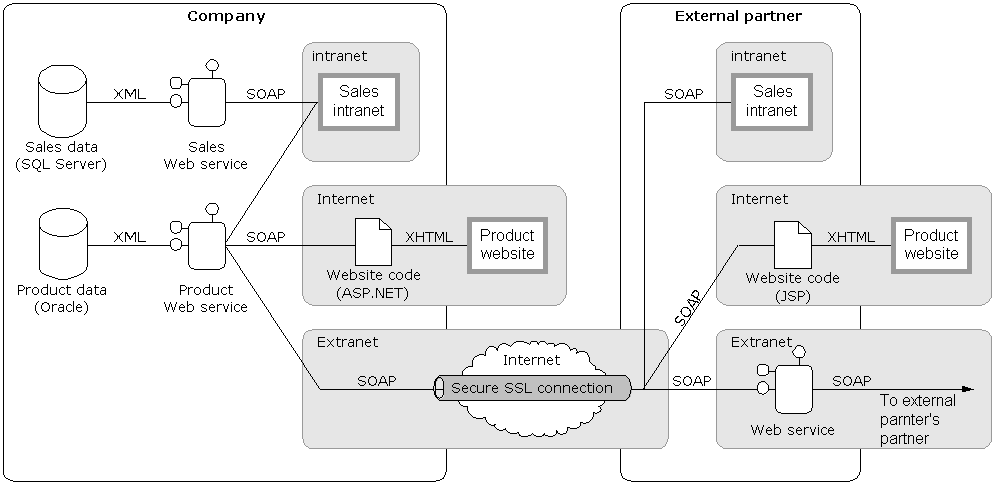 Company
External partner
intranet
intranet
XML
SOAP
Sales
intranet
SOAP
Sales
intranet
Sales data
(SQL Server)
Sales
Web service
Internet
Internet
XML
SOAP
XHTML
Product
website
XHTML
Product
website
Product data
(Oracle)
Product
Web service
Website code
(ASP.NET)
Website code
(JSP)
SOAP
Extranet
Internet
Extranet
SOAP
Secure SSL connection
SOAP
SOAP
Web service
To external
parnter's
partner